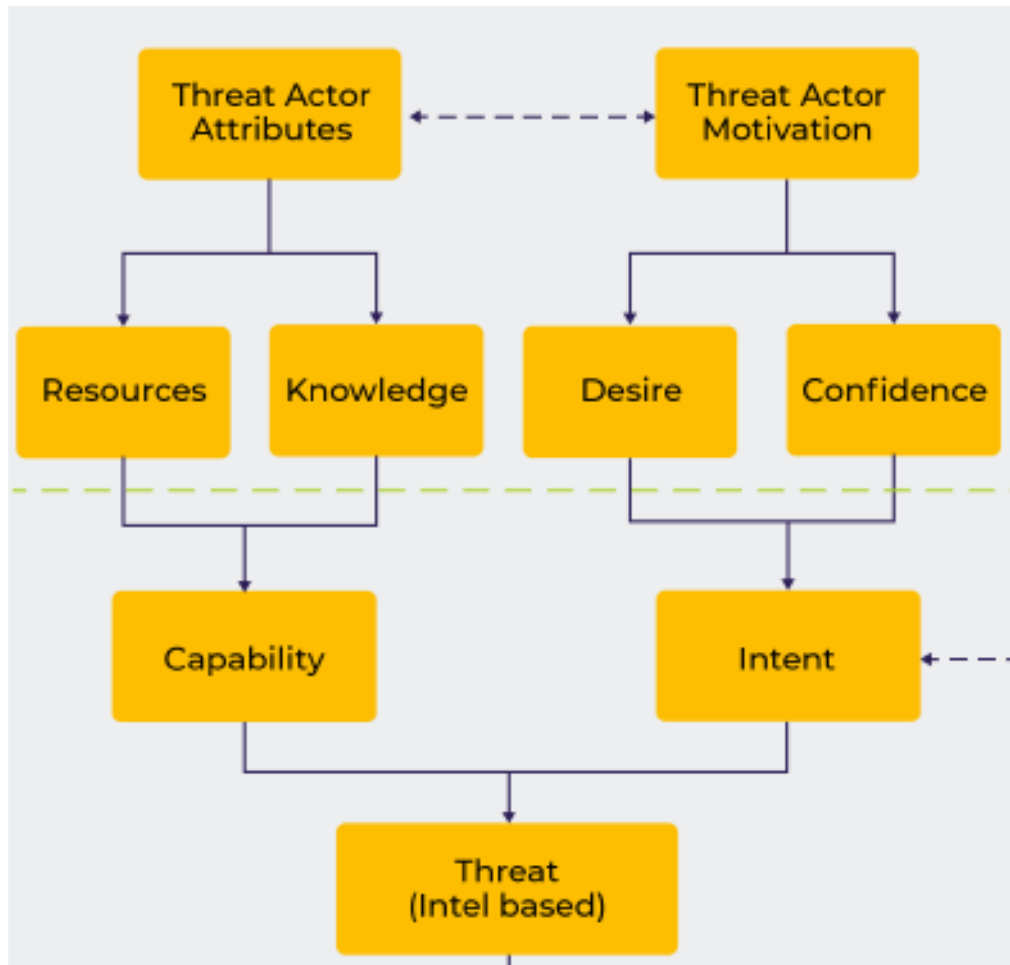 Threat Actor
Attributes
Threat Actor
Motivation
Resources
Knowledge
Desire
Confidence
Capability
Intent
Threat
(Intel based)